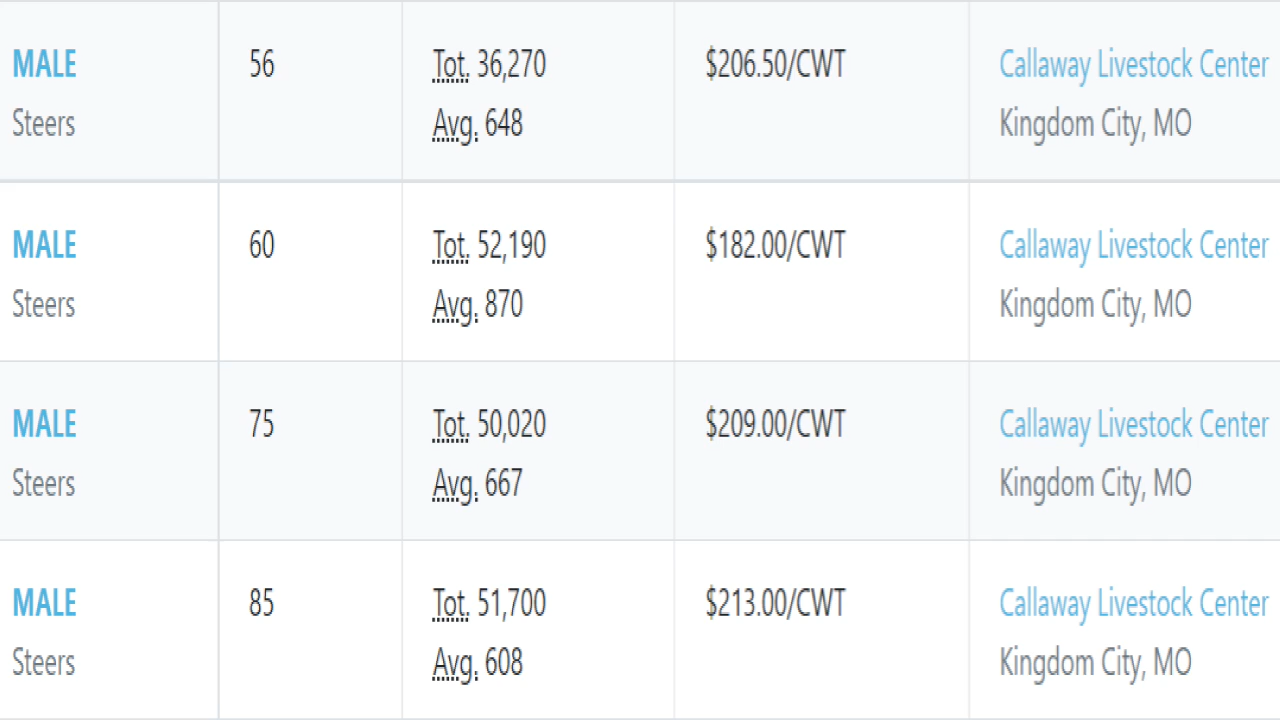 MALE 56 Tot. 36,270 $206.50/CWT Callaway Livestock Center
Steers Avg. 648 Kingdom City, MO
MALE 60 Tot. 52,190 $182.00/CWT Callaway Livestock Center
Steers Avg. 870 Kingdom City, MO
MALE 75 Tot. 50,020 $209.00/CWT Callaway Livestock Center
Steers Avg. 667 Kingdom City, MO
MALE 85 Tot. 51,700 $213.00/CWT Callaway Livestock Center
Steers Avg. 608 Kingdom City, MO